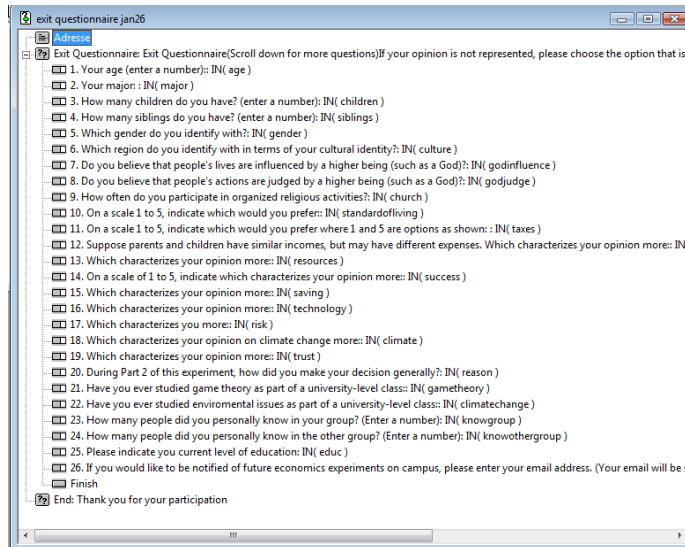 exit questionnaire jan26
Adresse
Exit Questionnaire: Exit Questionnaire(Scroll down for more questions)If your opinion is not represented, please choose the option that is
1. Your age (enter a number):: IN( age )
2. Your major: : IN( major )
3. How many children do you have? (enter a number): IN( children )
4. How many siblings do you have? (enter a number): IN( siblings )
5. Which gender do you identify with?: IN( gender )
6. Which region do you identify with in terms of your cultural identity?: IN( culture )
7. Do you believe that people's lives are influenced by a higher being (such as a God)?: IN( godinfluence )
8. Do you believe that people's actions are judged by a higher being (such as a God)?: IN( godjudge )
9. How often do you participate in organized religious activities?: IN( church )
10. On a scale 1 to 5, indicate which would you prefer:: IN( standardofliving )
11. On a scale 1 to 5, indicate which would you prefer where 1 and 5 are options as shown: : IN( taxes )
12. Suppose parents and children have similar incomes, but may have different expenses. Which characterizes your opinion more:: IN
13. Which characterizes your opinion more:: IN( resources )
14. On a scale of 1 to 5, indicate which characterizes your opinion more:: IN( success )
15. Which characterizes your opinion more:: IN( saving )
16. Which characterizes your opinion more:: IN( technology )
17. Which characterizes you more:: IN( risk )
18. Which characterizes your opinion on climate change more:: IN( climate )
19. Which characterizes your opinion more:: IN( trust )
20. During Part 2 of this experiment, how did you make your decision generally?: IN( reason )
21. Have you ever studied game theory as part of a university-level class:: IN( gametheory )
22. Have you ever studied enviromental issues as part of a university-level class:: IN( climatechange )
23. How many people did you personally know in your group? (Enter a number): IN( knowgroup )
24. How many people did you personally know in the other group? (Enter a number): IN( knowothergroup )
25. Please indicate you current level of education: IN( educ )
26. If you would like to be notified of future economics experiments on campus, please enter your email address. (Your email will be
Finish
End: Thank you for your participation